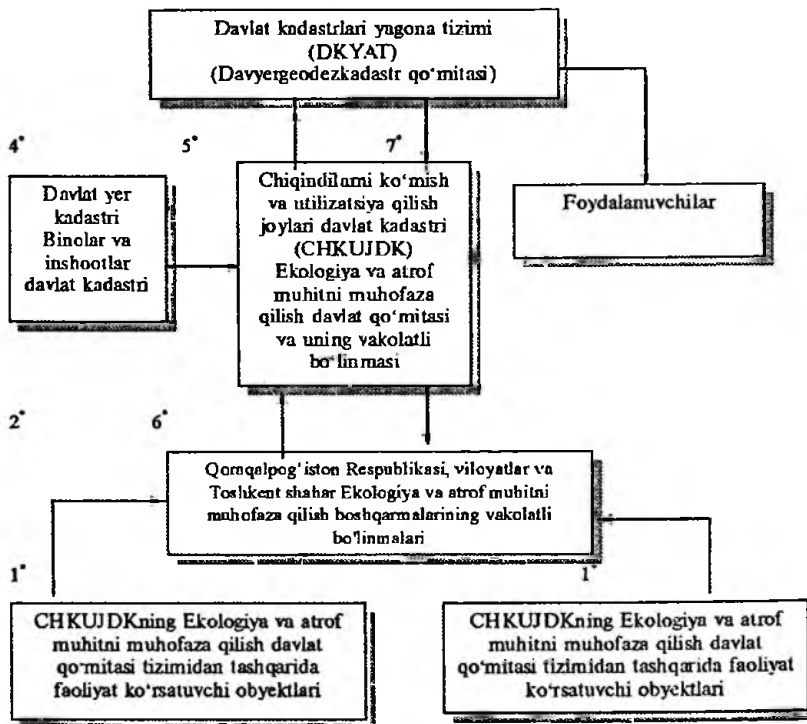 Davlat kadastrlari yagona tizimi
(DKYAT)
(Davyergeodezkadastr qo‘mitasi)
4*
5*
7*
Davlat yer
kadastri
Binolar va
inshootlar
davlat kadastri
Chiqindilarni ko‘mish
va utilizatsiya qilish
joylari davlat kadastri
(CHKUJDK)
Ekologiya va atrof
muhitni muhofaza
qilish davlat qo‘mitasi
va uning vakolatli
bo‘linmasi
Foydalanuvchilar
2*
6*
Qoraqalpog‘iston Respublikasi, viloyatlar va
Toshkent shahar Ekologiya va atrof muhitni
muhofaza qilish boshqarmalarining vakolatli
bo‘linmalari
1*
1*
CHKUJDKning Ekologiya va atrof
muhitni muhofaza qilish davlat
qo‘mitasi tizimidan tashqarida
faoliyat ko‘rsatuvchi obyektlari
CHKUJDKning Ekologiya va atrof
muhitni muhofaza qilish davlat
qo‘mitasi tizimidan tashqarida faoliyat
ko‘rsatuvchi obyektlari